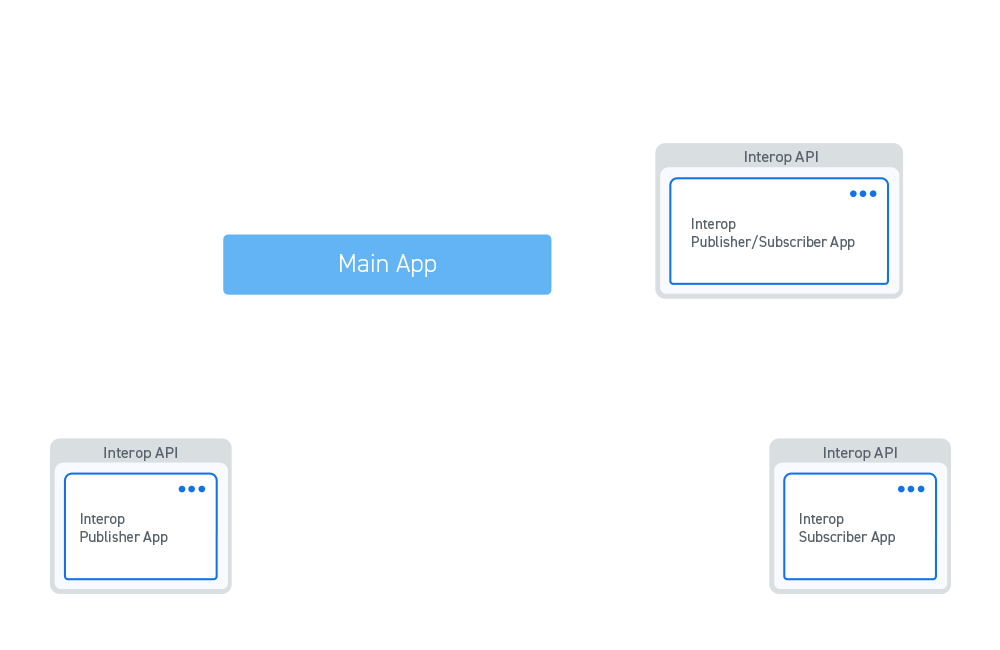 Interop API
Interop
Publisher/Subscriber App
Main App
Interop API
Interop
Publisher App
Interop API
Interop
Subscriber App